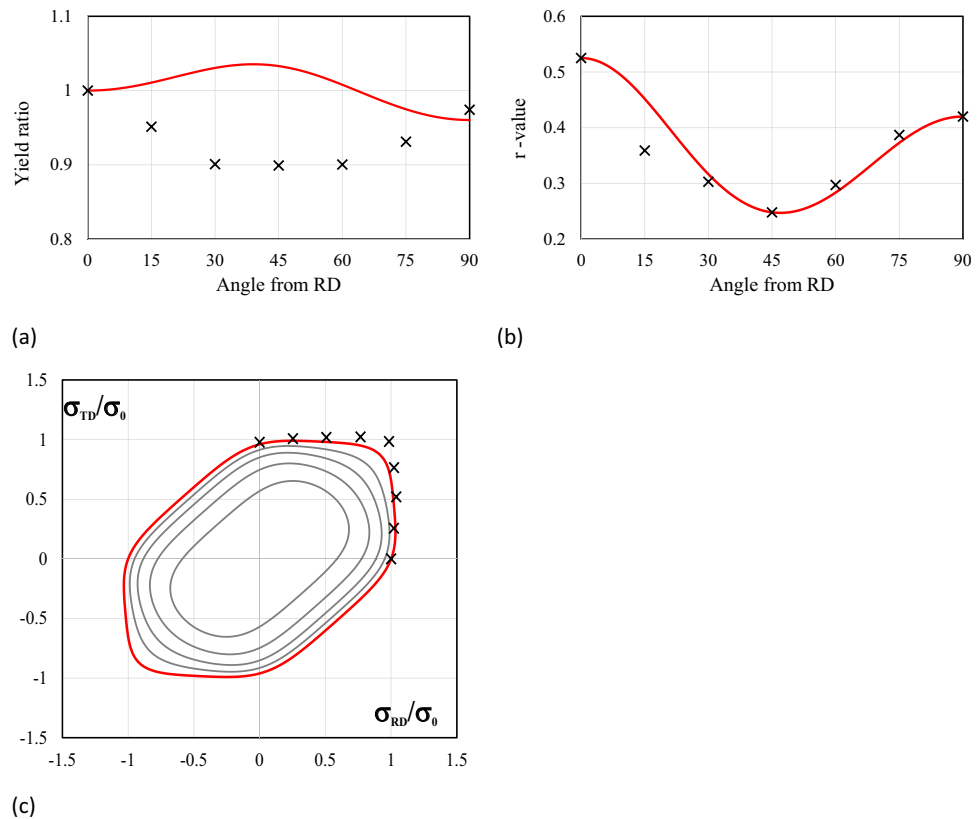 1.1
1
0.9
0.8
Yield ratio
0 15 30 45 60 75 90
Angle from RD
(a)
0.6
0.5
0.4
0.3
0.2
r -value
0 15 30 45 60 75 90
Angle from RD
(b)
1.5
1
0.5
0
-0.5
-1
-1.5
σTD/σ0
σRD/σ0
-1.5 -1 -0.5 0 0.5 1 1.5
(c)